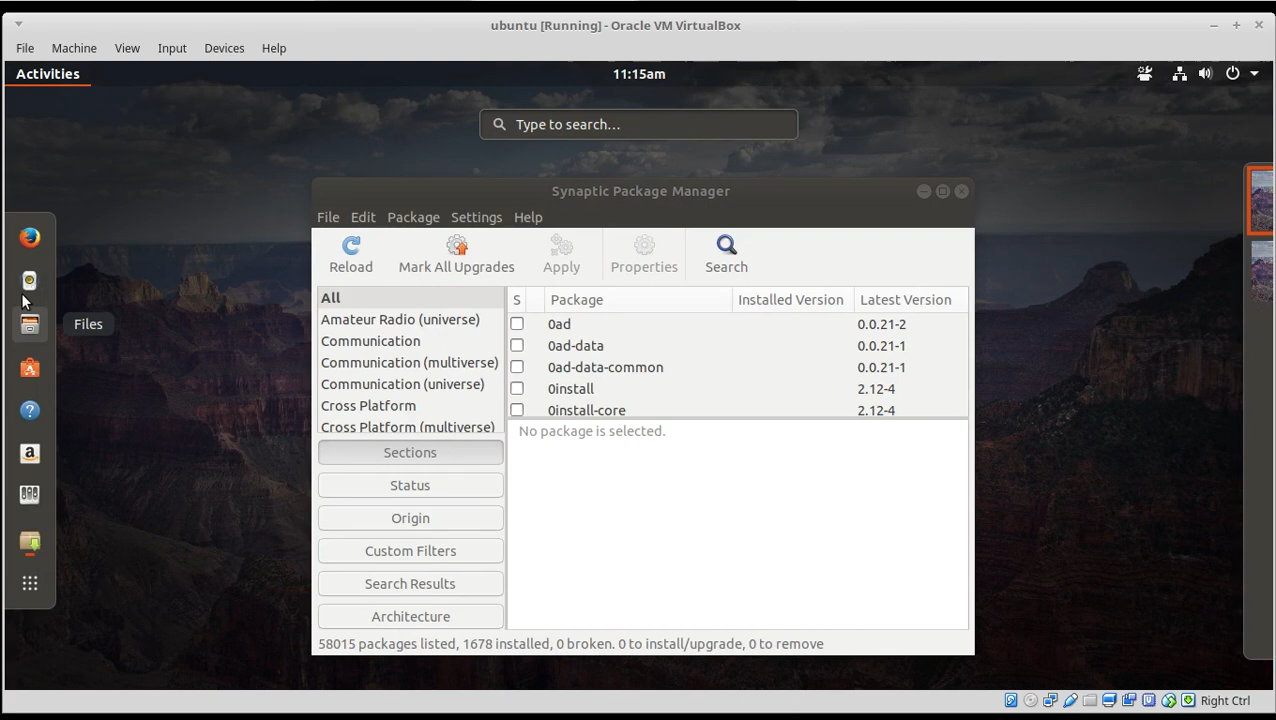 ubuntu [Running] - Oracle VM VirtualBox
File Machine View Input Devices Help
Activities 11:15am
Type to search...
Synaptic Package Manager
File Edit Package Settings Help
Reload Mark All Upgrades Apply Properties Search
All
Amateur Radio (universe)
Communication
Communication (multiverse)
Communication (universe)
Cross Platform
Cross Platform (multiverse)
S Package Installed Version Latest Version
0ad 0.0.21-2
0ad-data 0.0.21-1
0ad-data-common 0.0.21-1
0install 2.12-4
0install-core 2.12-4
No package is selected.
Sections
Status
Origin
Custom Filters
Search Results
Architecture
58015 packages listed, 1678 installed, 0 broken. 0 to install/upgrade, 0 to remove
Files
a
Right Ctrl